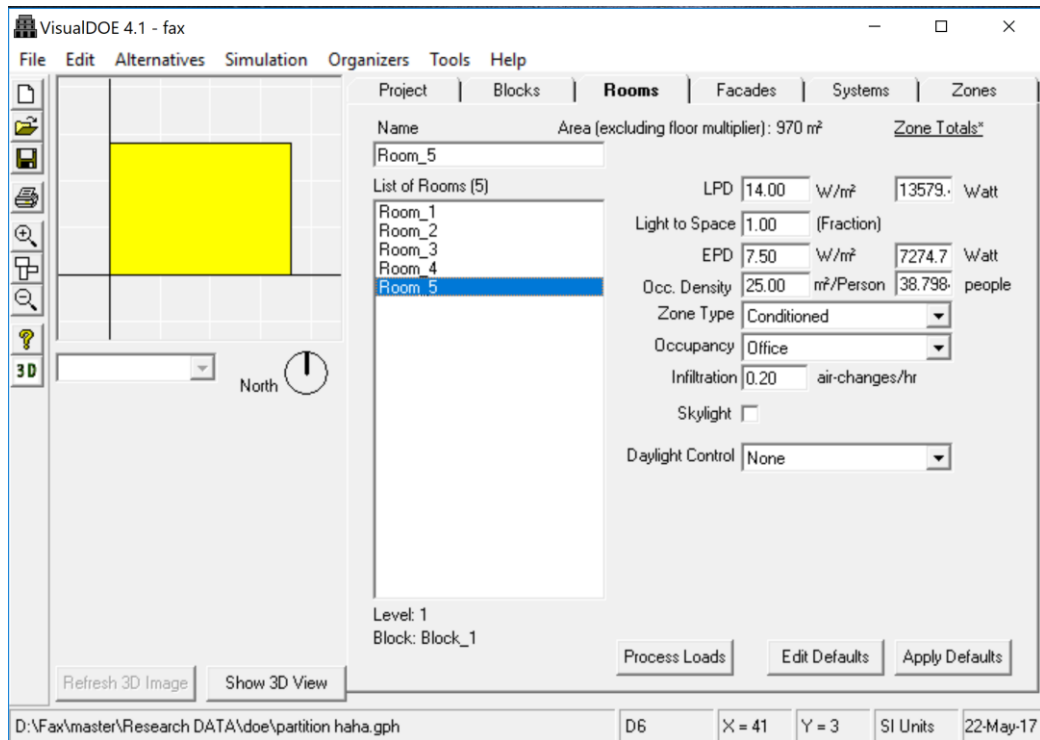 VisualDOE 4.1 - fax
File Edit Alternatives Simulation Organizers Tools Help
Project Blocks Rooms Facades Systems Zones
Name Area (excluding floor multiplier): 970 m² Zone Totals*
Room_5
List of Rooms (5)
Room_1
Room_2
Room_3
Room_4
Room_5
LPD 14.00 W/m² 13579. Watt
Light to Space 1.00 (Fraction)
EPD 7.50 W/m² 7274.7 Watt
Occ. Density 25.00 m²/Person 38.798 people
Zone Type Conditioned
Occupancy Office
Infiltration 0.20 air-changes/hr
Skylight
Daylight Control None
3D
North
Level: 1
Block: Block_1
Process Loads Edit Defaults Apply Defaults
Refresh 3D Image Show 3D View
D:\Fax\master\Research DATA\doe\partition haha.gph D6 X = 41 Y = 3 SI Units 22-May-17